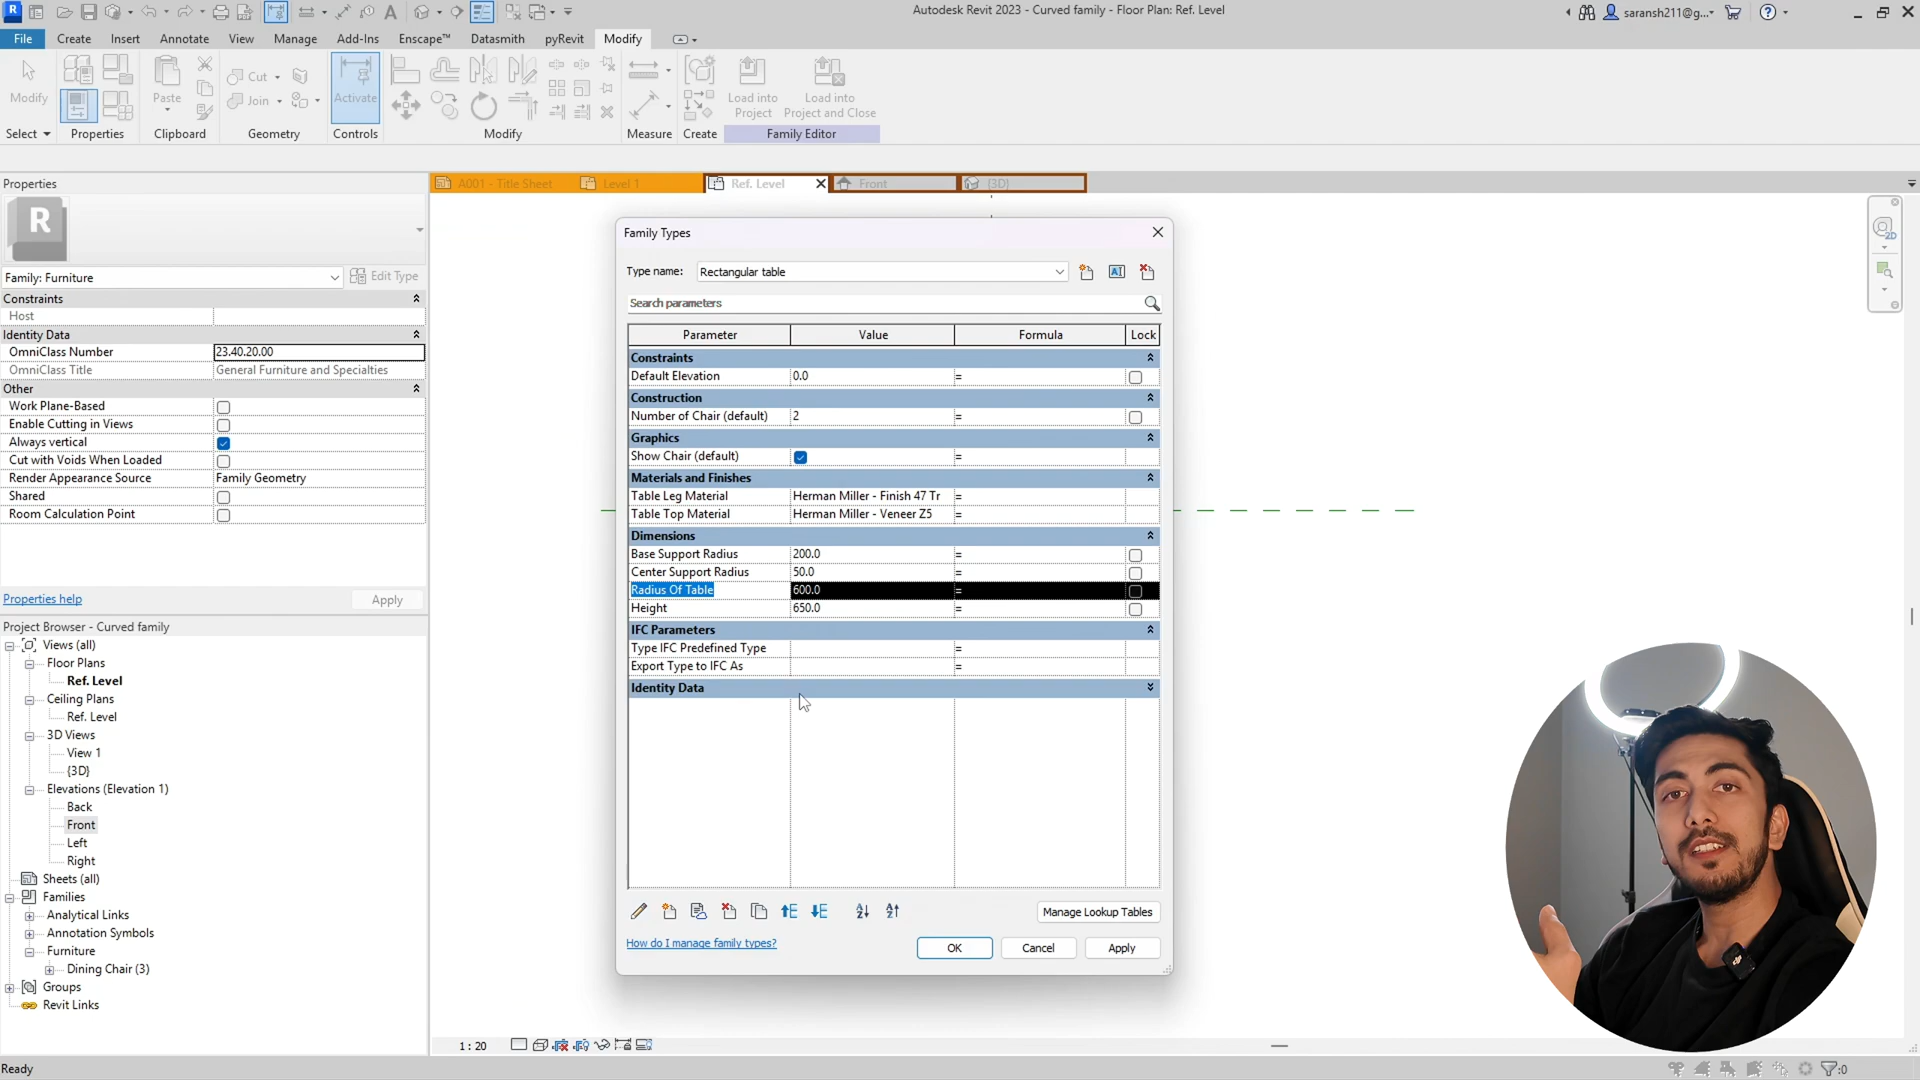 Autodesk Revit 2023 - Curved family - Floor Plan: Ref. Level
saransh211@g...
File Create Insert Annotate View Manage Add-Ins Enscape™ Datasmith pyRevit Modify
Modify
Paste
Cut
Join
Activate
Load into Project
Load into Project and Close
Select Properties Clipboard Geometry Controls Modify Measure Create Family Editor
Properties
A001 - Title Sheet
Level 1
Ref. Level
Front
{3D}
R
Family: Furniture
Edit Type
Constraints
Host
Identity Data
OmniClass Number 23.40.20.00
OmniClass Title General Furniture and Specialties
Other
Work Plane-Based
Enable Cutting in Views
Always vertical
Cut with Voids When Loaded
Render Appearance Source Family Geometry
Shared
Room Calculation Point
Properties help
Apply
Project Browser - Curved family
Views (all)
Floor Plans
Ref. Level
Ceiling Plans
Ref. Level
3D Views
View 1
{3D}
Elevations (Elevation 1)
Back
Front
Left
Right
Sheets (all)
Families
Analytical Links
Annotation Symbols
Furniture
Dining Chair (3)
Groups
Revit Links
Family Types
Type name: Rectangular table
Search parameters
Parameter Value Formula Lock
Constraints
Default Elevation 0.0 =
Construction
Number of Chair (default) 2 =
Graphics
Show Chair (default) =
Materials and Finishes
Table Leg Material Herman Miller - Finish 47 Tr =
Table Top Material Herman Miller - Veneer Z5 =
Dimensions
Base Support Radius 200.0 =
Center Support Radius 50.0 =
Radius Of Table 600.0 =
Height 650.0 =
IFC Parameters
Type IFC Predefined Type =
Export Type to IFC As =
Identity Data
Manage Lookup Tables
How do I manage family types?
OK
Cancel
Apply
1 : 20
Ready
:0